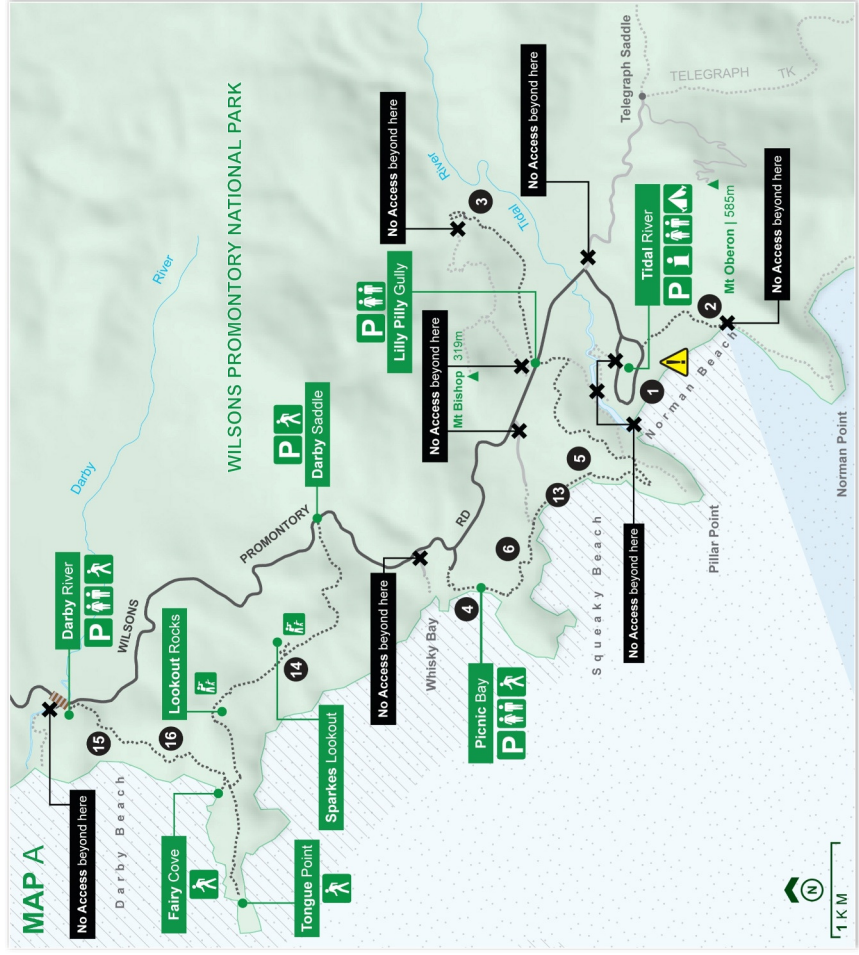 MAP A
WILSONS PROMONTORY NATIONAL PARK
No Access beyond here
Darby Beach
Darby River
P
15
16
Darby
River
WILSONS
PROMONTORY
RD
Fairy Cove
Tongue Point
Lookout Rocks
Sparkes Lookout
14
Darby Saddle
P
No Access beyond here
Whisky Bay
Picnic Bay
P
4
6
13
5
Squeaky Beach
No Access beyond here
Mt Bishop 319m
No Access beyond here
Lilly Pilly Gully
P
No Access beyond here
3
Tidal
River
No Access beyond here
Telegraph Saddle
TELEGRAPH TK
Tidal River
P i
1
2
Norman Beach
Mt Oberon | 585m
No Access beyond here
Pillar Point
Norman Point
N
1 KM